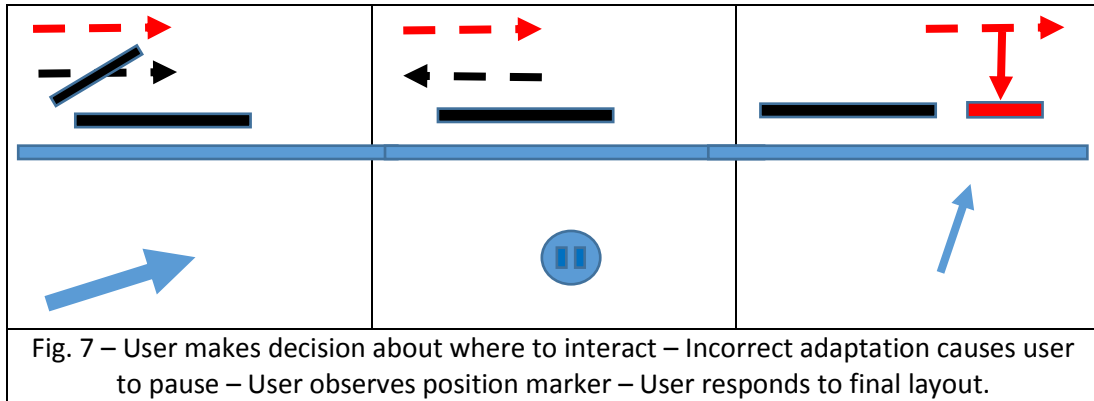 Fig. 7 – User makes decision about where to interact – Incorrect adaptation causes user
to pause – User observes position marker – User responds to final layout.